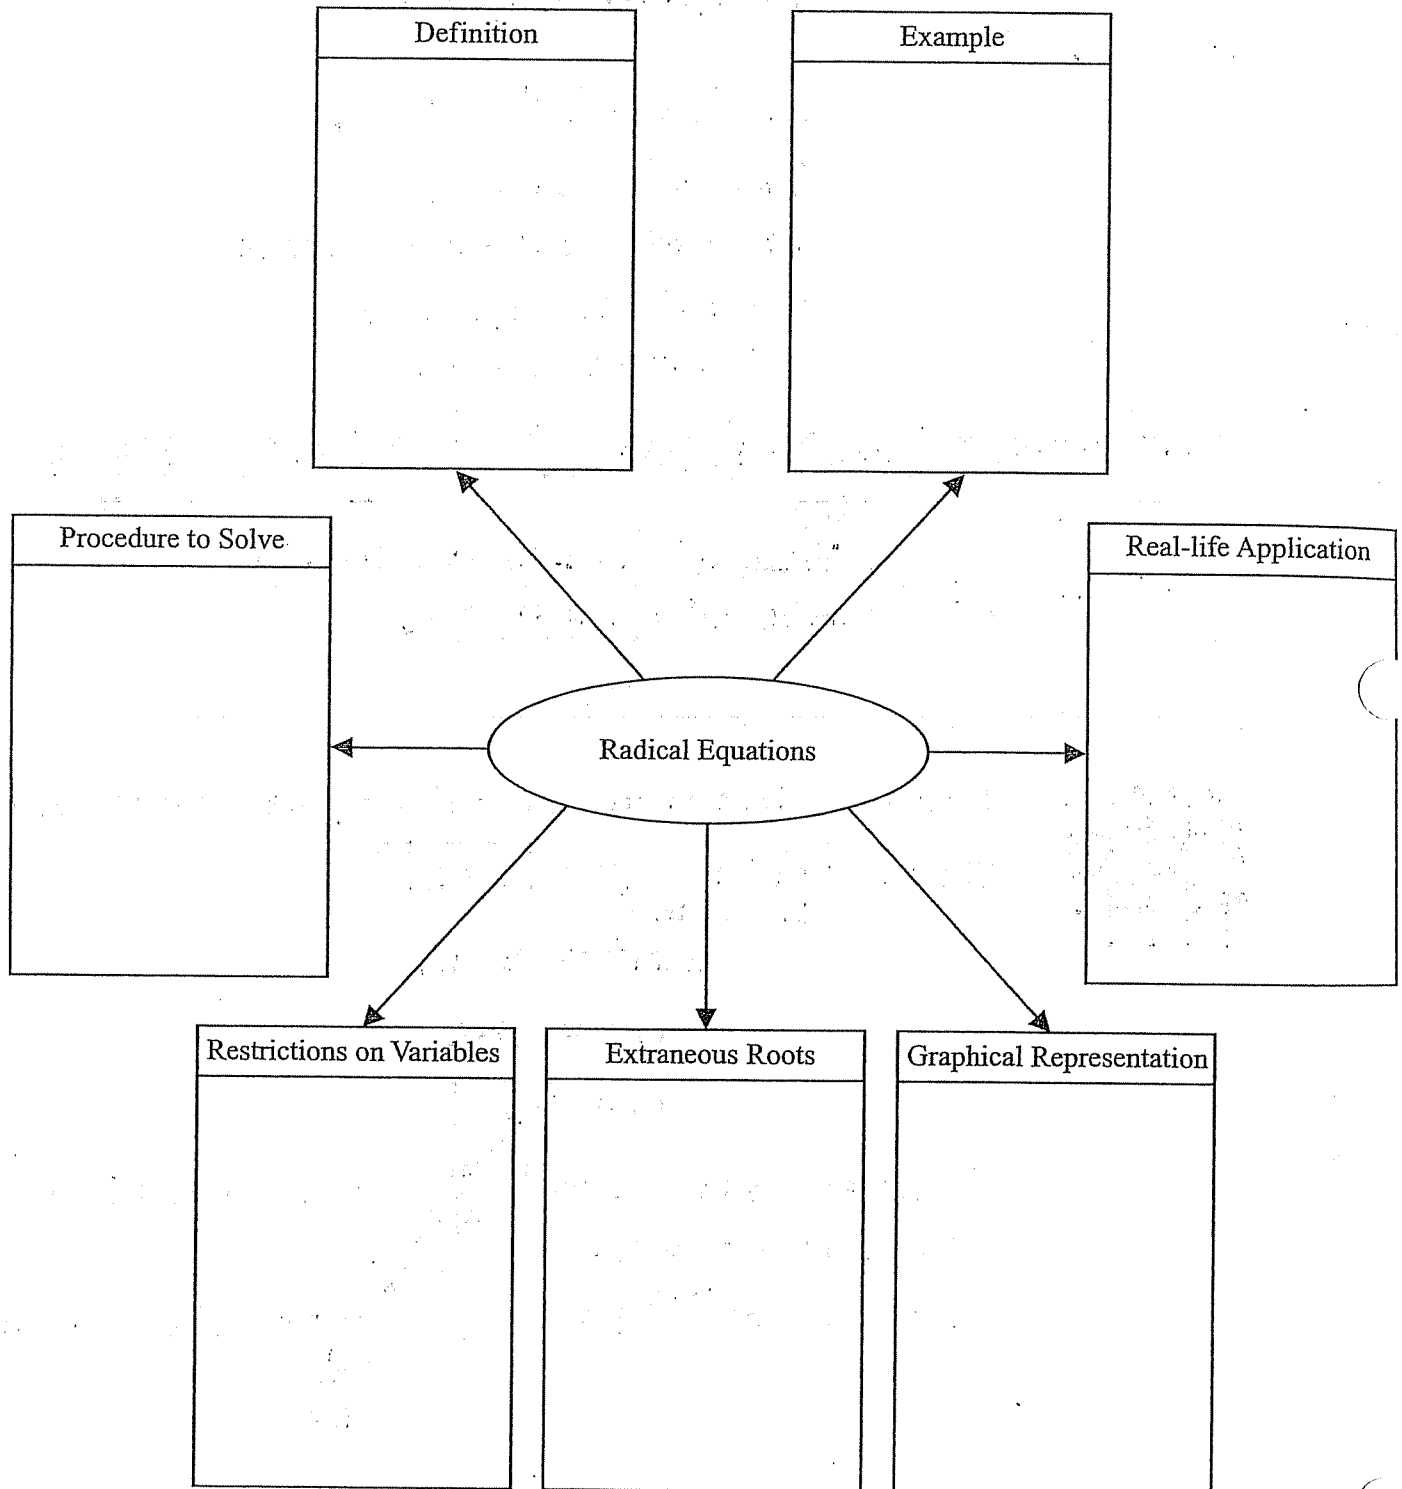 Definition
Example
Procedure to Solve
Real-life Application
Radical Equations
Restrictions on Variables
Extraneous Roots
Graphical Representation